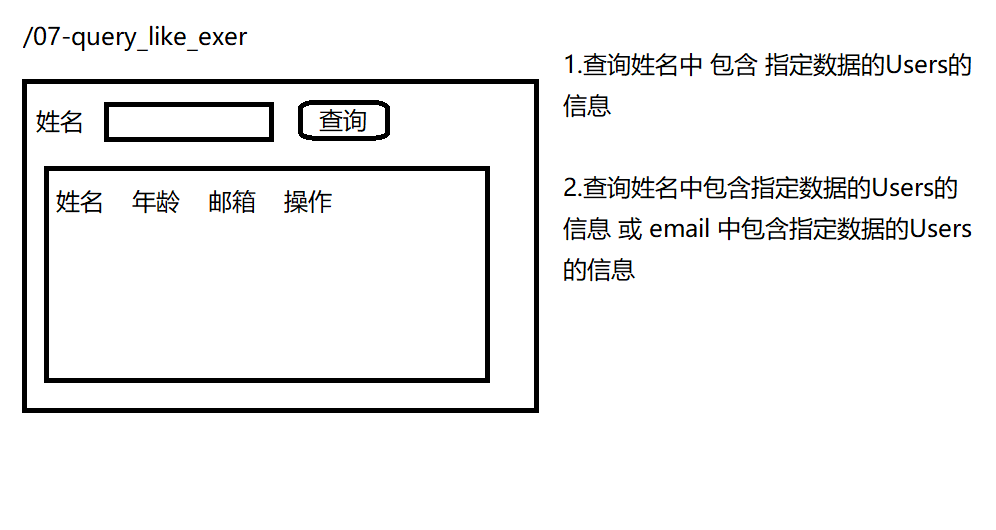 /07-query_like_exer
姓名 查询
姓名 年龄 邮箱 操作
1.查询姓名中 包含 指定数据的Users的
信息
2.查询姓名中包含指定数据的Users的
信息 或 email 中包含指定数据的Users
的信息